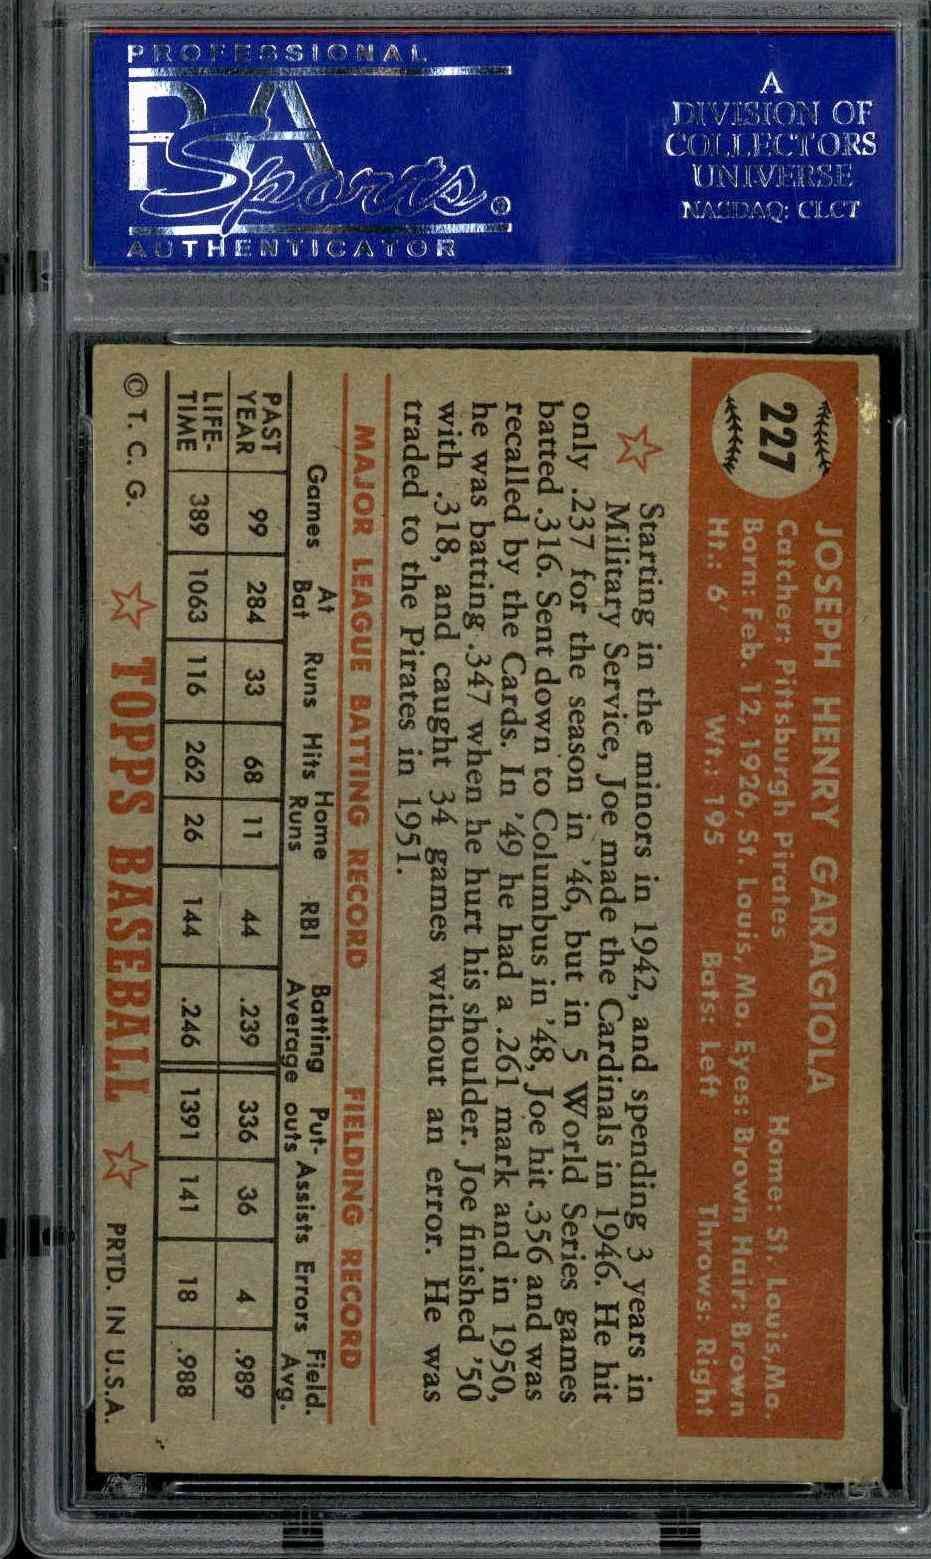 PROFESSIONAL
PSA
Sports®
AUTHENTICATOR
A
DIVISION OF
COLLECTORS
UNIVERSE
NASDAQ: CLCT
227
JOSEPH HENRY GARAGIOLA
Catcher: Pittsburgh Pirates Home: St. Louis, Mo.
Born: Feb. 12, 1926, St. Louis, Mo. Eyes: Brown Hair: Brown
Ht.: 6' Wt.: 195 Bats: Left Throws: Right
Starting in the minors in 1942, and spending 3 years in
Military Service, Joe made the Cardinals in 1946. He hit
only .237 for the season in '46, but in 5 World Series games
batted .316. Sent down to Columbus in '48, Joe hit .356 and was
recalled by the Cards. In '49 he had a .261 mark and in 1950,
he was batting .347 when he hurt his shoulder. Joe finished '50
with .318, and caught 34 games without an error. He was
traded to the Pirates in 1951.
MAJOR LEAGUE BATTING RECORD FIELDING RECORD
Games At Bat Runs Hits Home Runs RBI Batting Average Put-outs Assists Errors Field. Avg.
PAST YEAR 99 284 33 68 11 44 .239 336 36 4 .989
LIFE-TIME 389 1063 116 262 26 144 .246 1391 141 18 .988
© T. C. G. ☆ TOPPS BASEBALL ☆ PRTD. IN U.S.A.